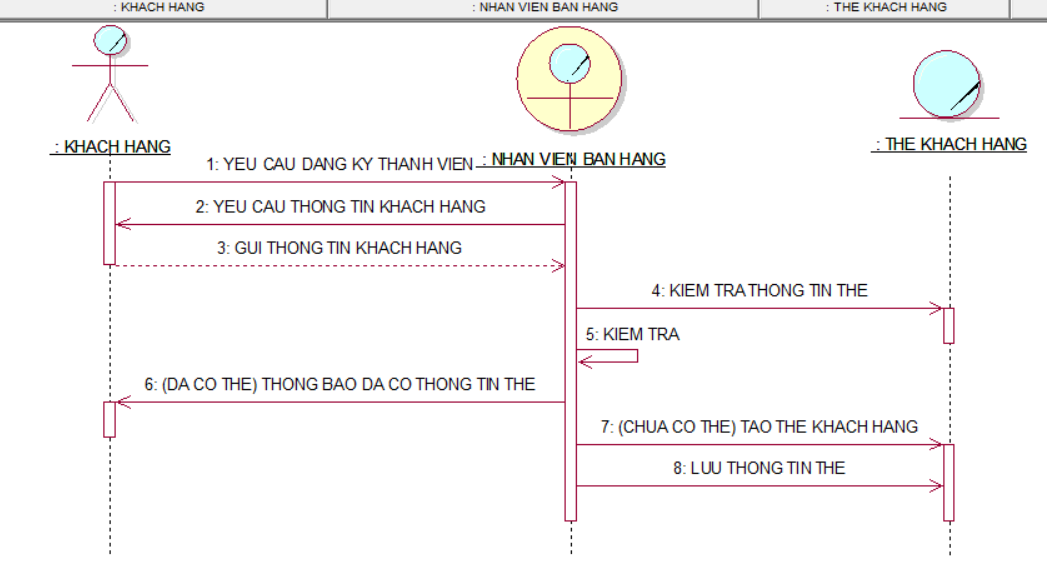 : KHACH HANG
: NHAN VIEN BAN HANG
: THE KHACH HANG
: KHACH HANG
: NHAN VIEN BAN HANG
: THE KHACH HANG
1: YEU CAU DANG KY THANH VIEN
2: YEU CAU THONG TIN KHACH HANG
3: GUI THONG TIN KHACH HANG
4: KIEM TRA THONG TIN THE
5: KIEM TRA
6: (DA CO THE) THONG BAO DA CO THONG TIN THE
7: (CHUA CO THE) TAO THE KHACH HANG
8: LUU THONG TIN THE